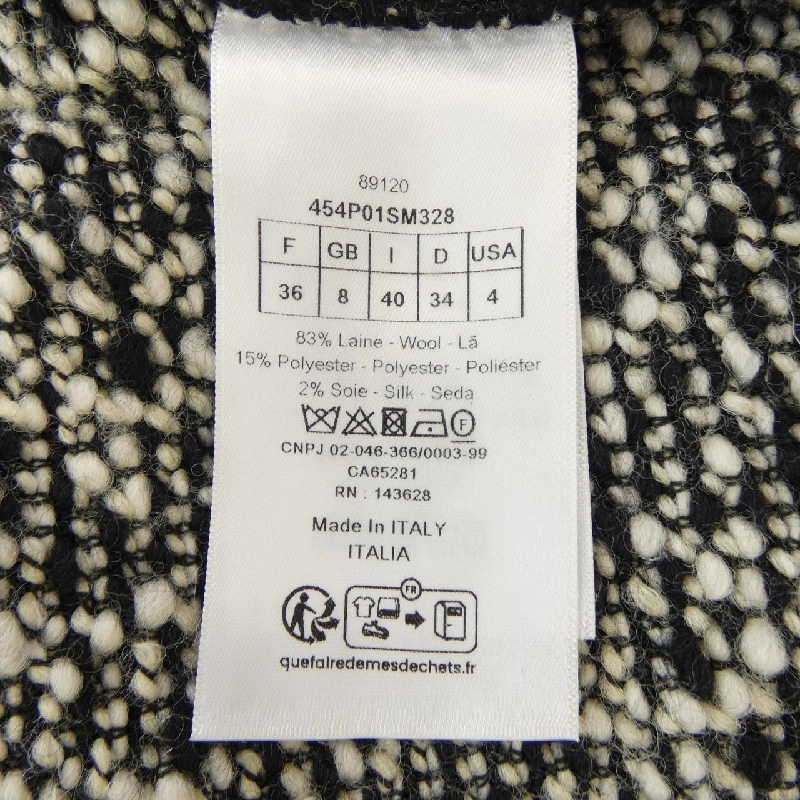 89120
454P01SM328
F GB I D USA
36 8 40 34 4
83% Laine - Wool - Lã
15% Polyester - Polyester - Poliéster
2% Soie - Silk - Seda
F
CNPJ 02-046-366/0003-99
CA65281
RN : 143628
Made In ITALY
ITALIA
FR
quefairedemesdechets.fr